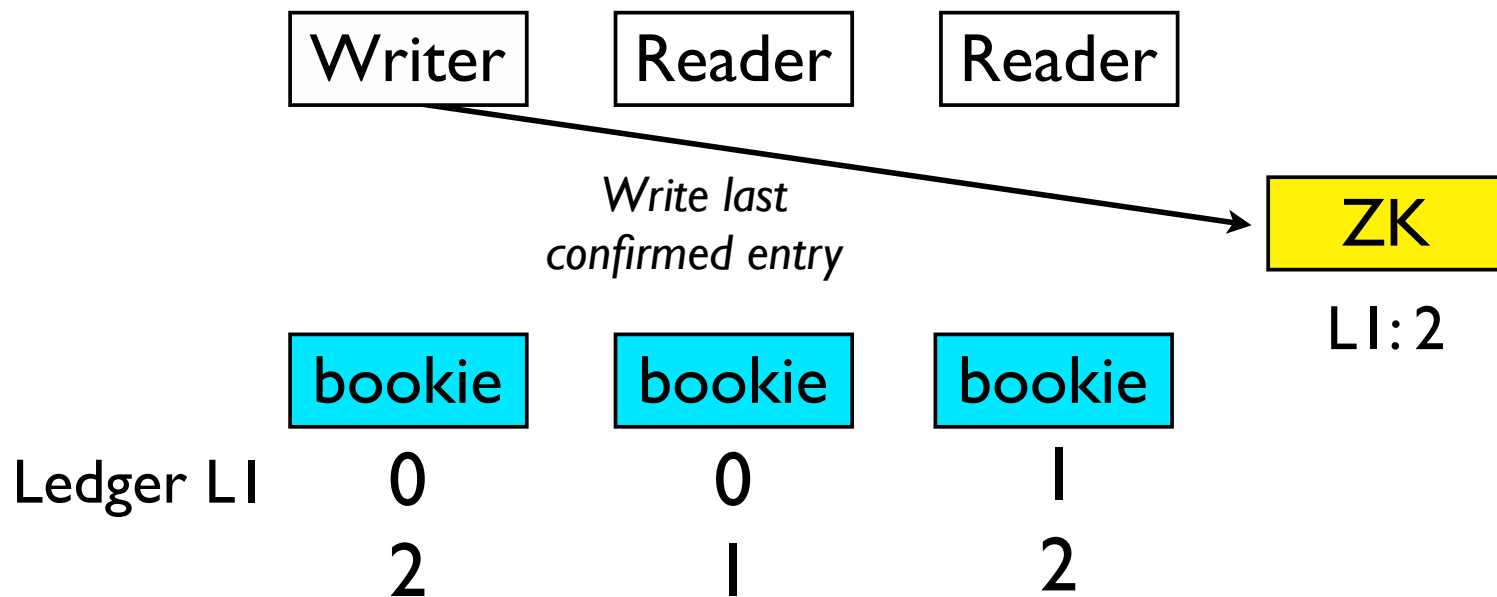 Writer Reader Reader
Write last
confirmed entry
ZK
L1: 2
bookie bookie bookie
Ledger L1 0 0 1
2 1 2